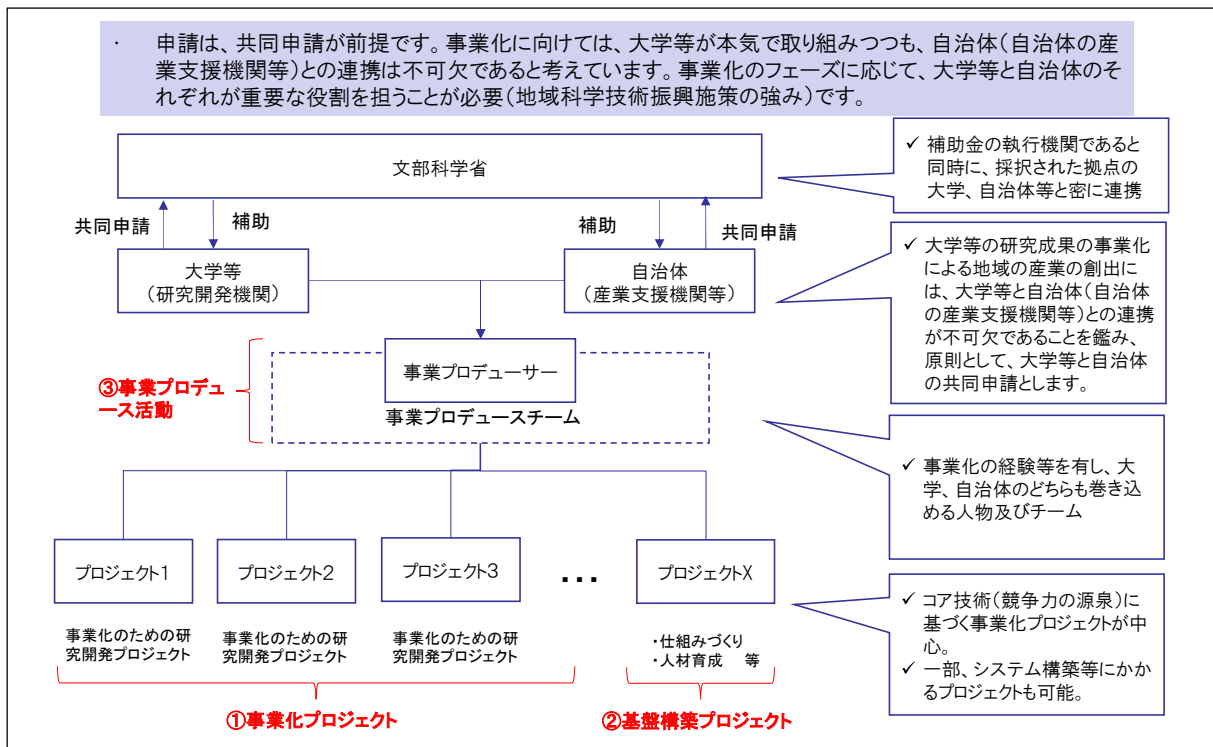 ・ 申請は、共同申請が前提です。事業化に向けては、大学等が本気で取り組みつつも、自治体（自治体の産
業支援機関等）との連携は不可欠であると考えています。事業化のフェーズに応じて、大学等と自治体のそ
れぞれが重要な役割を担うことが必要（地域科学技術振興施策の強み）です。
文部科学省
✓ 補助金の執行機関であると
同時に、採択された拠点の
大学、自治体等と密に連携
共同申請
補助
補助
共同申請
大学等
（研究開発機関）
自治体
（産業支援機関等）
✓ 大学等の研究成果の事業化
による地域の産業の創出に
は、大学等と自治体（自治体
の産業支援機関等）との連携
が不可欠であることを鑑み、
原則として、大学等と自治体
の共同申請とします。
③事業プロデュ
ース活動
事業プロデューサー
事業プロデュースチーム
✓ 事業化の経験等を有し、大
学、自治体のどちらも巻き込
める人物及びチーム
プロジェクト1
プロジェクト2
プロジェクト3
・・・
プロジェクトX
事業化のための研
究開発プロジェクト
事業化のための研
究開発プロジェクト
事業化のための研
究開発プロジェクト
・仕組みづくり
・人材育成 等
✓ コア技術（競争力の源泉）に
基づく事業化プロジェクトが中
心。
✓ 一部、システム構築等にかか
るプロジェクトも可能。
①事業化プロジェクト
②基盤構築プロジェクト